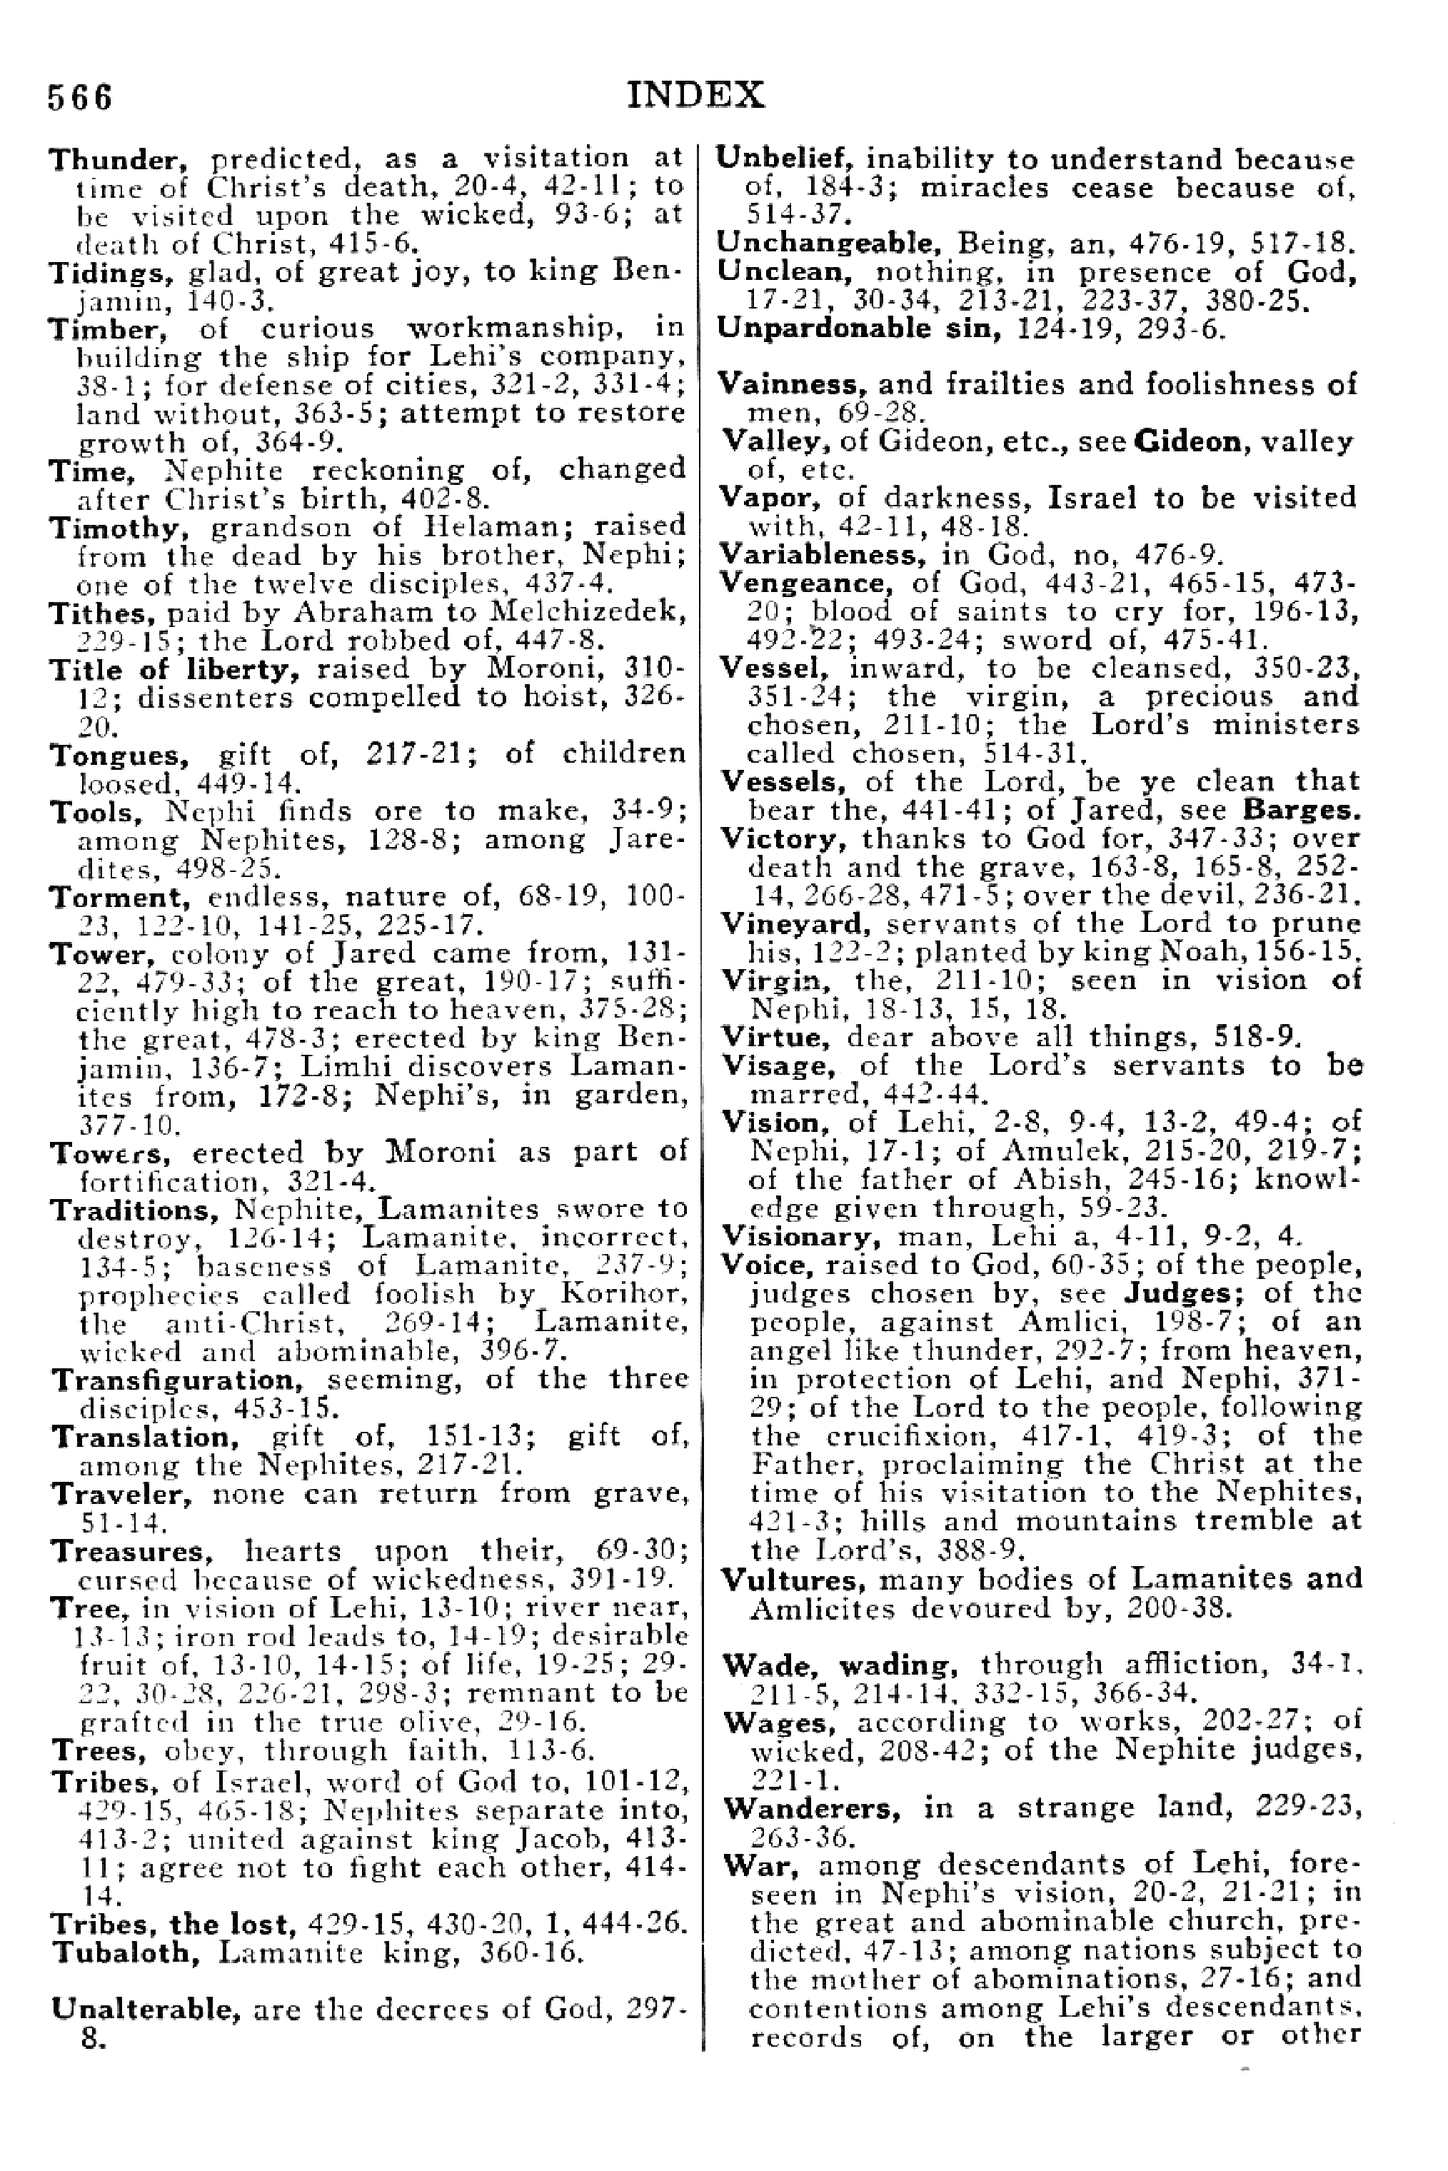 566
INDEX
Thunder, predicted, as a visitation at
time of Christ's death, 20-4, 42-11; to
be visited upon the wicked, 93-6; at
death of Christ, 415-6.
Tidings, glad, of great joy, to king Ben-
jamin, 140-3.
Timber, of curious workmanship, in
building the ship for Lehi's company,
38-1; for defense of cities, 321-2, 331-4;
land without, 363-5; attempt to restore
growth of, 364-9.
Time, Nephite reckoning of, changed
after Christ's birth, 402-8.
Timothy, grandson of Helaman; raised
from the dead by his brother, Nephi;
one of the twelve disciples, 437-4.
Tithes, paid by Abraham to Melchizedek,
229-15; the Lord robbed of, 447-8.
Title of liberty, raised by Moroni, 310-
12; dissenters compelled to hoist, 326-
20.
Tongues, gift of, 217-21; of children
loosed, 449-14.
Tools, Nephi finds ore to make, 34-9;
among Nephites, 128-8; among Jare-
dites, 498-25.
Torment, endless, nature of, 68-19, 100-
23, 122-10, 141-25, 225-17.
Tower, colony of Jared came from, 131-
22, 479-33; of the great, 190-17; suffi-
ciently high to reach to heaven, 375-28;
the great, 478-3; erected by king Ben-
jamin, 136-7; Limhi discovers Laman-
ites from, 172-8; Nephi's, in garden,
377-10.
Towers, erected by Moroni as part of
fortification, 321-4.
Traditions, Nephite, Lamanites swore to
destroy, 126-14; Lamanite, incorrect,
134-5; baseness of Lamanite, 237-9;
prophecies called foolish by Korihor,
the anti-Christ, 269-14; Lamanite,
wicked and abominable, 396-7.
Transfiguration, seeming, of the three
disciples, 453-15.
Translation, gift of, 151-13; gift of,
among the Nephites, 217-21.
Traveler, none can return from grave,
51-14.
Treasures, hearts upon their, 69-30;
cursed because of wickedness, 391-19.
Tree, in vision of Lehi, 13-10; river near,
13-13; iron rod leads to, 14-19; desirable
fruit of, 13-10, 14-15; of life, 19-25; 29-
22, 30-28, 226-21, 298-3; remnant to be
grafted in the true olive, 29-16.
Trees, obey, through faith, 113-6.
Tribes, of Israel, word of God to, 101-12,
429-15, 465-18; Nephites separate into,
413-2; united against king Jacob, 413-
11; agree not to fight each other, 414-
14.
Tribes, the lost, 429-15, 430-20, 1, 444-26.
Tubaloth, Lamanite king, 360-16.
Unalterable, are the decrees of God, 297-
8.
Unbelief, inability to understand because
of, 184-3; miracles cease because of,
514-37.
Unchangeable, Being, an, 476-19, 517-18.
Unclean, nothing, in presence of God,
17-21, 30-34, 213-21, 223-37, 380-25.
Unpardonable sin, 124-19, 293-6.
Vainness, and frailties and foolishness of
men, 69-28.
Valley, of Gideon, etc., see Gideon, valley
of, etc.
Vapor, of darkness, Israel to be visited
with, 42-11, 48-18.
Variableness, in God, no, 476-9.
Vengeance, of God, 443-21, 465-15, 473-
20; blood of saints to cry for, 196-13,
492-22; 493-24; sword of, 475-41.
Vessel, inward, to be cleansed, 350-23,
351-24; the virgin, a precious and
chosen, 211-10; the Lord's ministers
called chosen, 514-31.
Vessels, of the Lord, be ye clean that
bear the, 441-41; of Jared, see Barges.
Victory, thanks to God for, 347-33; over
death and the grave, 163-8, 165-8, 252-
14, 266-28, 471-5; over the devil, 236-21.
Vineyard, servants of the Lord to prune
his, 122-2; planted by king Noah, 156-15.
Virgin, the, 211-10; seen in vision of
Nephi, 18-13, 15, 18.
Virtue, dear above all things, 518-9.
Visage, of the Lord's servants to be
marred, 442-44.
Vision, of Lehi, 2-8, 9-4, 13-2, 49-4; of
Nephi, 17-1; of Amulek, 215-20, 219-7;
of the father of Abish, 245-16; knowl-
edge given through, 59-23.
Visionary, man, Lehi a, 4-11, 9-2, 4.
Voice, raised to God, 60-35; of the people,
judges chosen by, see Judges; of the
people, against Amlici, 198-7; of an
angel like thunder, 292-7; from heaven,
in protection of Lehi, and Nephi, 371-
29; of the Lord to the people, following
the crucifixion, 417-1, 419-3; of the
Father, proclaiming the Christ at the
time of his visitation to the Nephites,
421-3; hills and mountains tremble at
the Lord's, 388-9.
Vultures, many bodies of Lamanites and
Amlicites devoured by, 200-38.
Wade, wading, through affliction, 34-1,
211-5, 214-14, 332-15, 366-34.
Wages, according to works, 202-27; of
wicked, 208-42; of the Nephite judges,
221-1.
Wanderers, in a strange land, 229-23,
263-36.
War, among descendants of Lehi, fore-
seen in Nephi's vision, 20-2, 21-21; in
the great and abominable church, pre-
dicted, 47-13; among nations subject to
the mother of abominations, 27-16; and
contentions among Lehi's descendants,
records of, on the larger or other